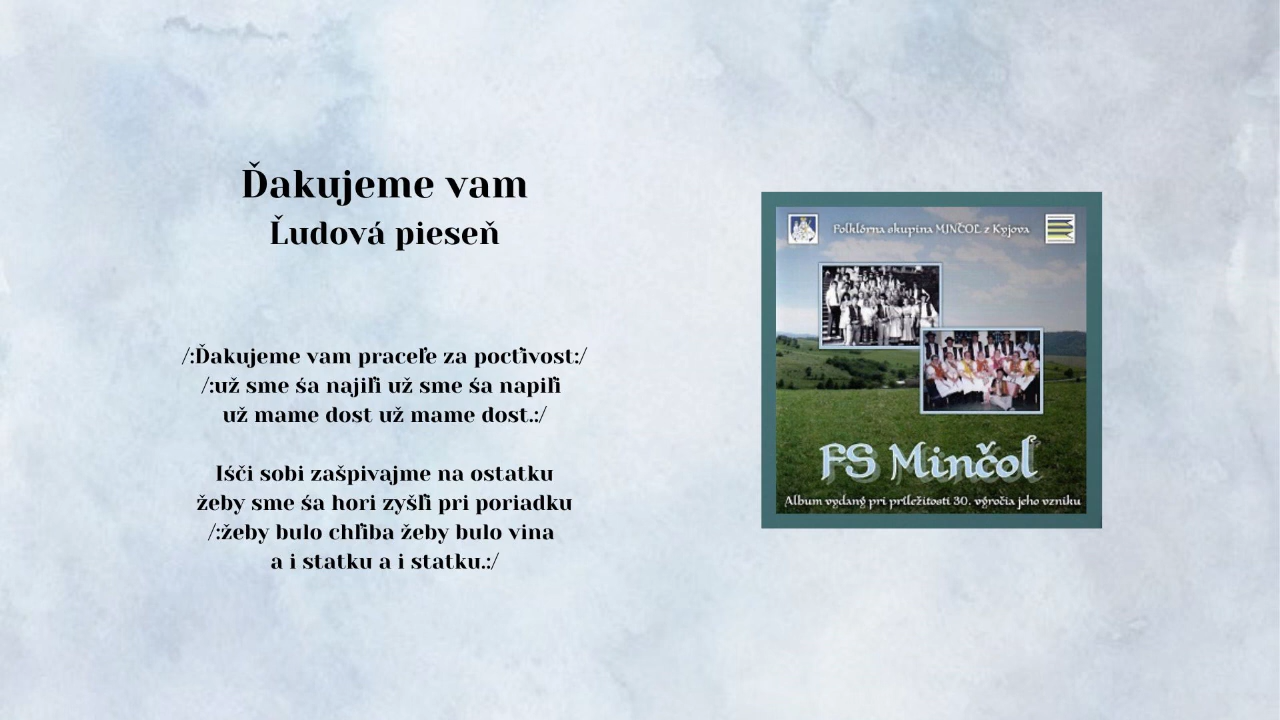 Ďakujeme vam
Ľudová pieseň
/:Ďakujeme vam praceľe za pocťivost:/
/:už sme śa najiľi už sme śa napiľi
už mame dost už mame dost.:/
Iśči sobi zašpivajme na ostatku
žeby sme śa hori zyšľi pri poriadku
/:žeby bulo chľiba žeby bulo vina
a i statku a i statku.:/
Folklórna skupina MINČOL z Kyjova
FS Minčoľ
Album vydaný pri príležitosti 30. výročia jeho vzniku